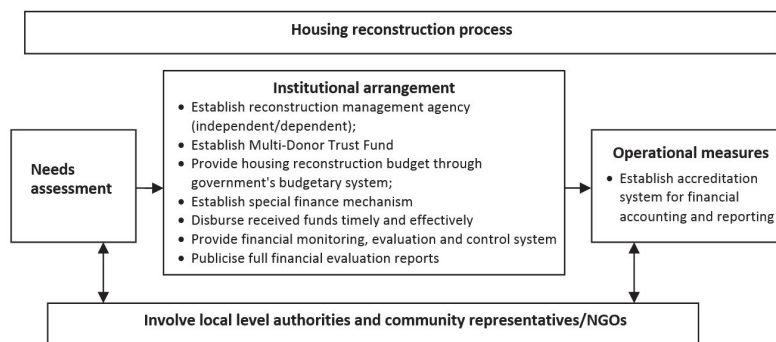 Housing reconstruction process
Institutional arrangement
• Establish reconstruction management agency
(independent/dependent);
• Establish Multi-Donor Trust Fund
• Provide housing reconstruction budget through
government's budgetary system;
• Establish special finance mechanism
• Disburse received funds timely and effectively
• Provide financial monitoring, evaluation and control system
• Publicise full financial evaluation reports
Needs
assessment
Operational measures
• Establish accreditation
system for financial
accounting and reporting
Involve local level authorities and community representatives/NGOs